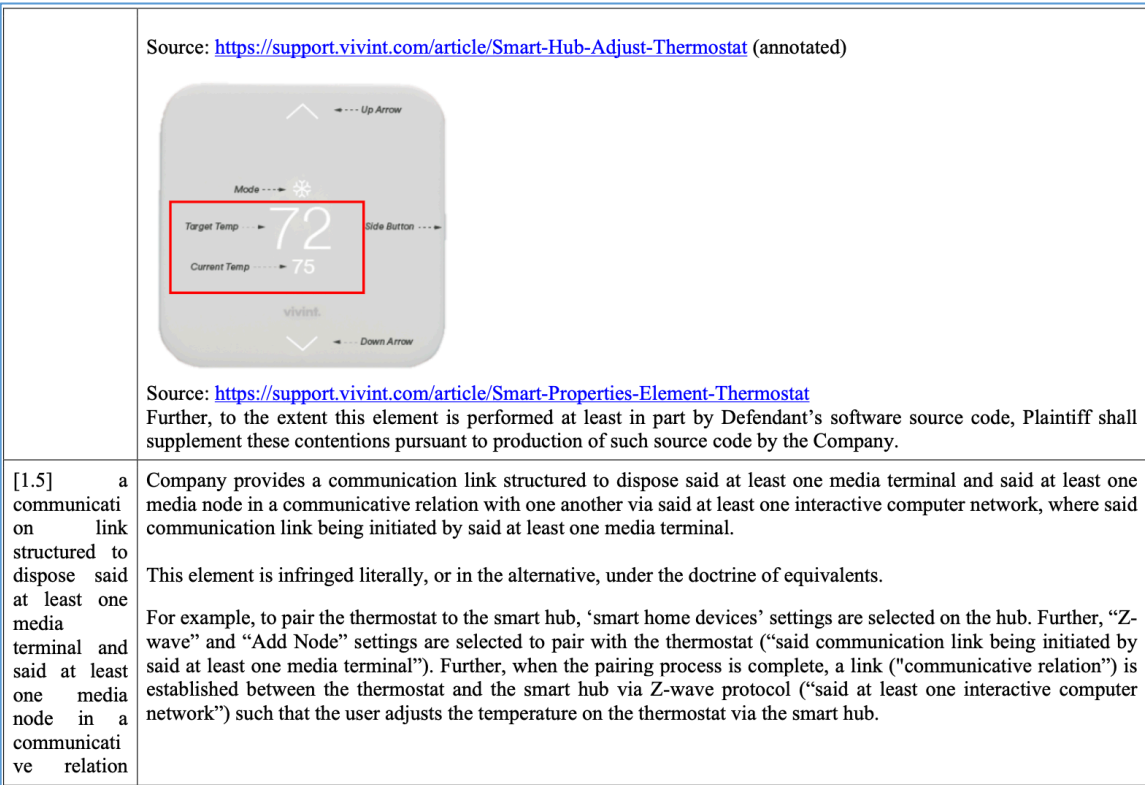 Source: https://support.vivint.com/article/Smart-Hub-Adjust-Thermostat (annotated)
Up Arrow
Mode
Target Temp
72
Side Button
Current Temp
75
vivint.
Down Arrow
Source: https://support.vivint.com/article/Smart-Properties-Element-Thermostat
Further, to the extent this element is performed at least in part by Defendant’s software source code, Plaintiff shall
supplement these contentions pursuant to production of such source code by the Company.
[1.5] a
communicati
on link
structured to
dispose said
at least one
media
terminal and
said at least
one media
node in a
communicati
ve relation
Company provides a communication link structured to dispose said at least one media terminal and said at least one
media node in a communicative relation with one another via said at least one interactive computer network, where said
communication link being initiated by said at least one media terminal.
This element is infringed literally, or in the alternative, under the doctrine of equivalents.
For example, to pair the thermostat to the smart hub, ‘smart home devices’ settings are selected on the hub. Further, “Z-
wave” and “Add Node” settings are selected to pair with the thermostat (“said communication link being initiated by
said at least one media terminal”). Further, when the pairing process is complete, a link ("communicative relation”) is
established between the thermostat and the smart hub via Z-wave protocol (“said at least one interactive computer
network”) such that the user adjusts the temperature on the thermostat via the smart hub.